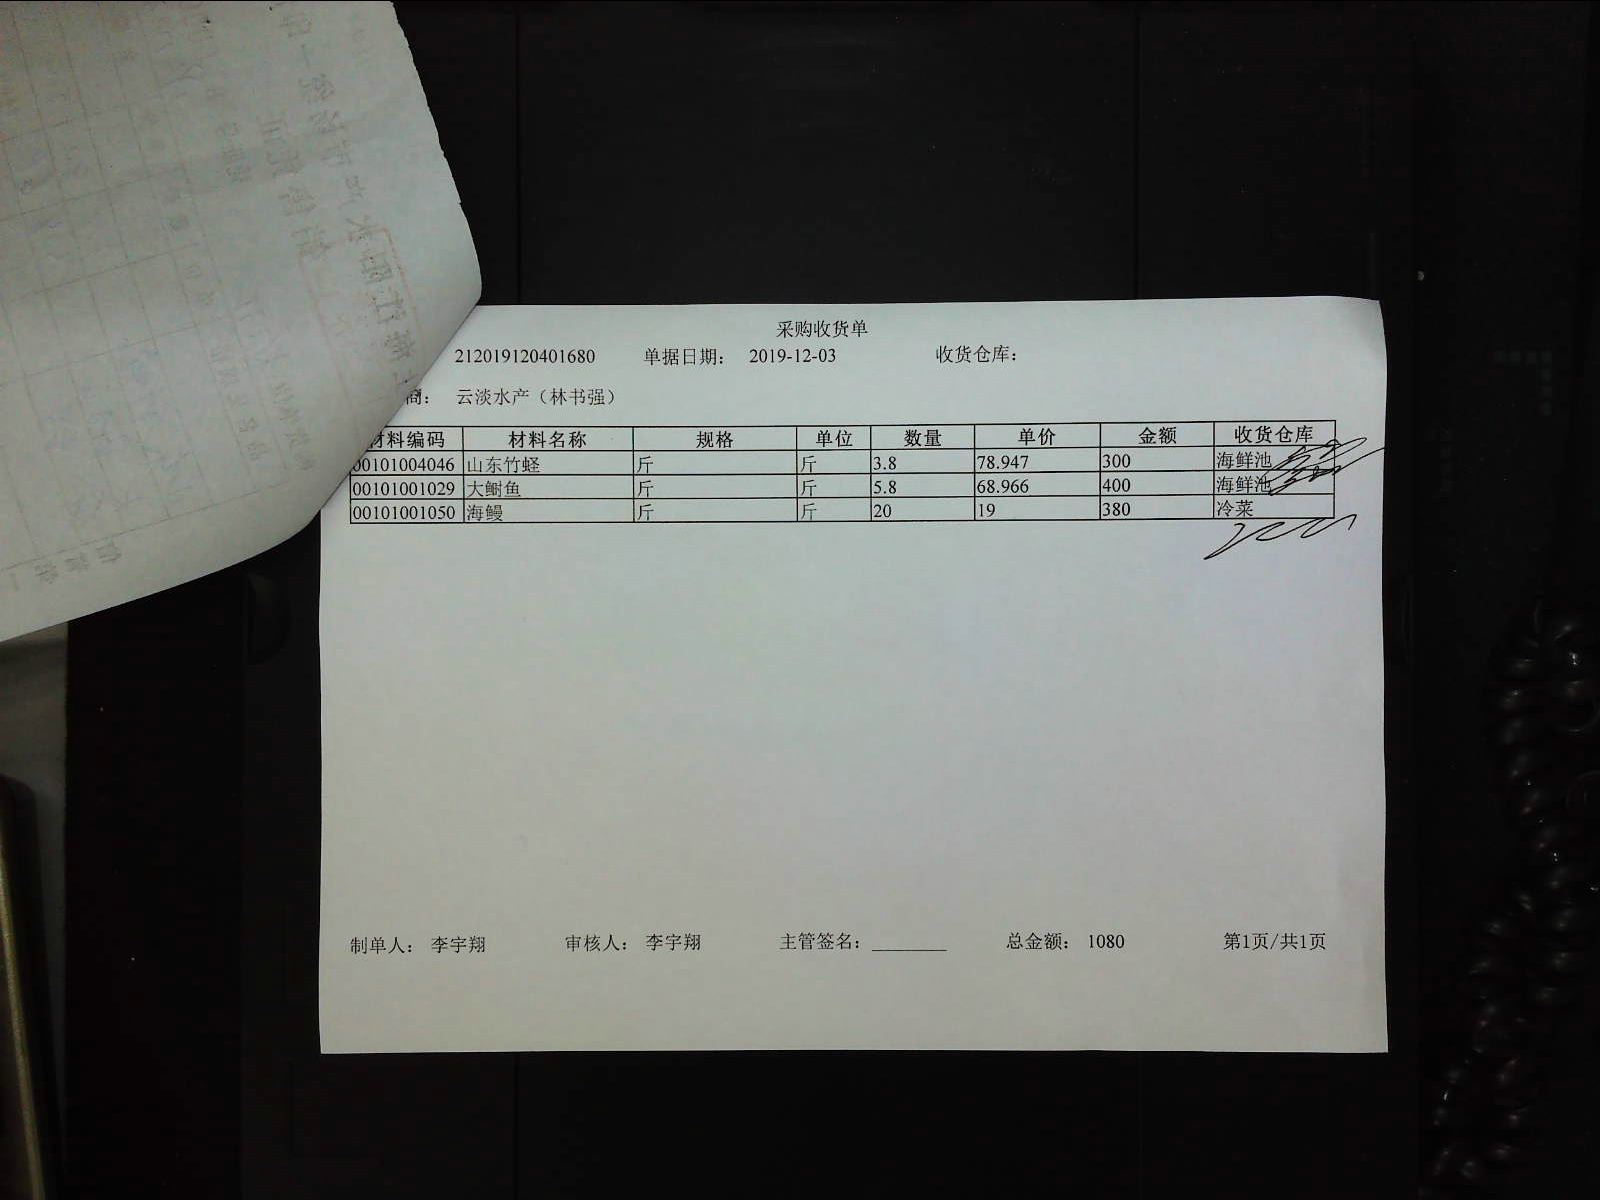 采购收货单
212019120401680 单据日期： 2019-12-03 收货仓库：
商： 云淡水产（林书强）
材料编码 材料名称 规格 单位 数量 单价 金额 收货仓库
00101004046 山东竹蛏 斤 斤 3.8 78.947 300 海鲜池
00101001029 大鲥鱼 斤 斤 5.8 68.966 400 海鲜池
00101001050 海鳗 斤 斤 20 19 380 冷菜
制单人： 李宇翔 审核人： 李宇翔 主管签名： 总金额： 1080 第1页/共1页